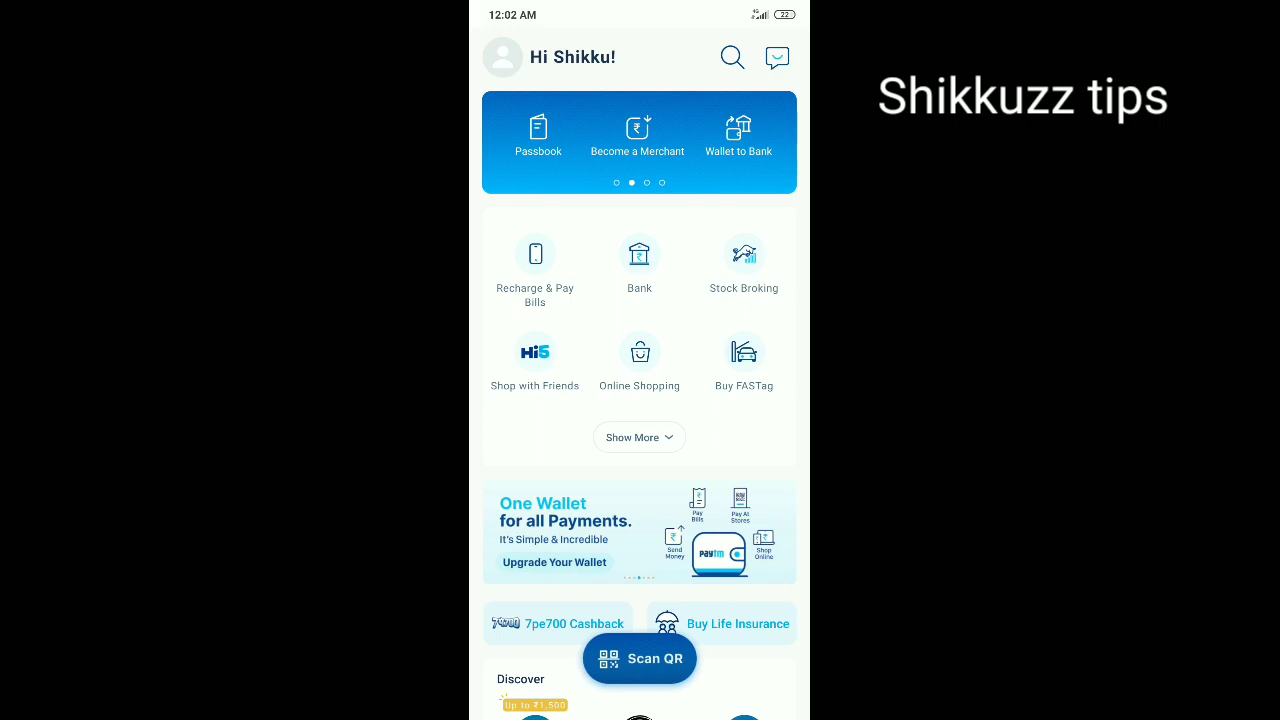 12:02 AM
4G
22
Hi Shikku!
Shikkuzz tips
Passbook
Become a Merchant
Wallet to Bank
Recharge & Pay
Bills
Bank
Stock Broking
Hi5
Shop with Friends
Online Shopping
Buy FASTag
Show More
One Wallet
for all Payments.
It's Simple & Incredible
Upgrade Your Wallet
Pay
Bills
Pay At
Stores
Send
Money
paytm
Shop
Online
7pe700 Cashback
Buy Life Insurance
Scan QR
Discover
Up to ₹1,500